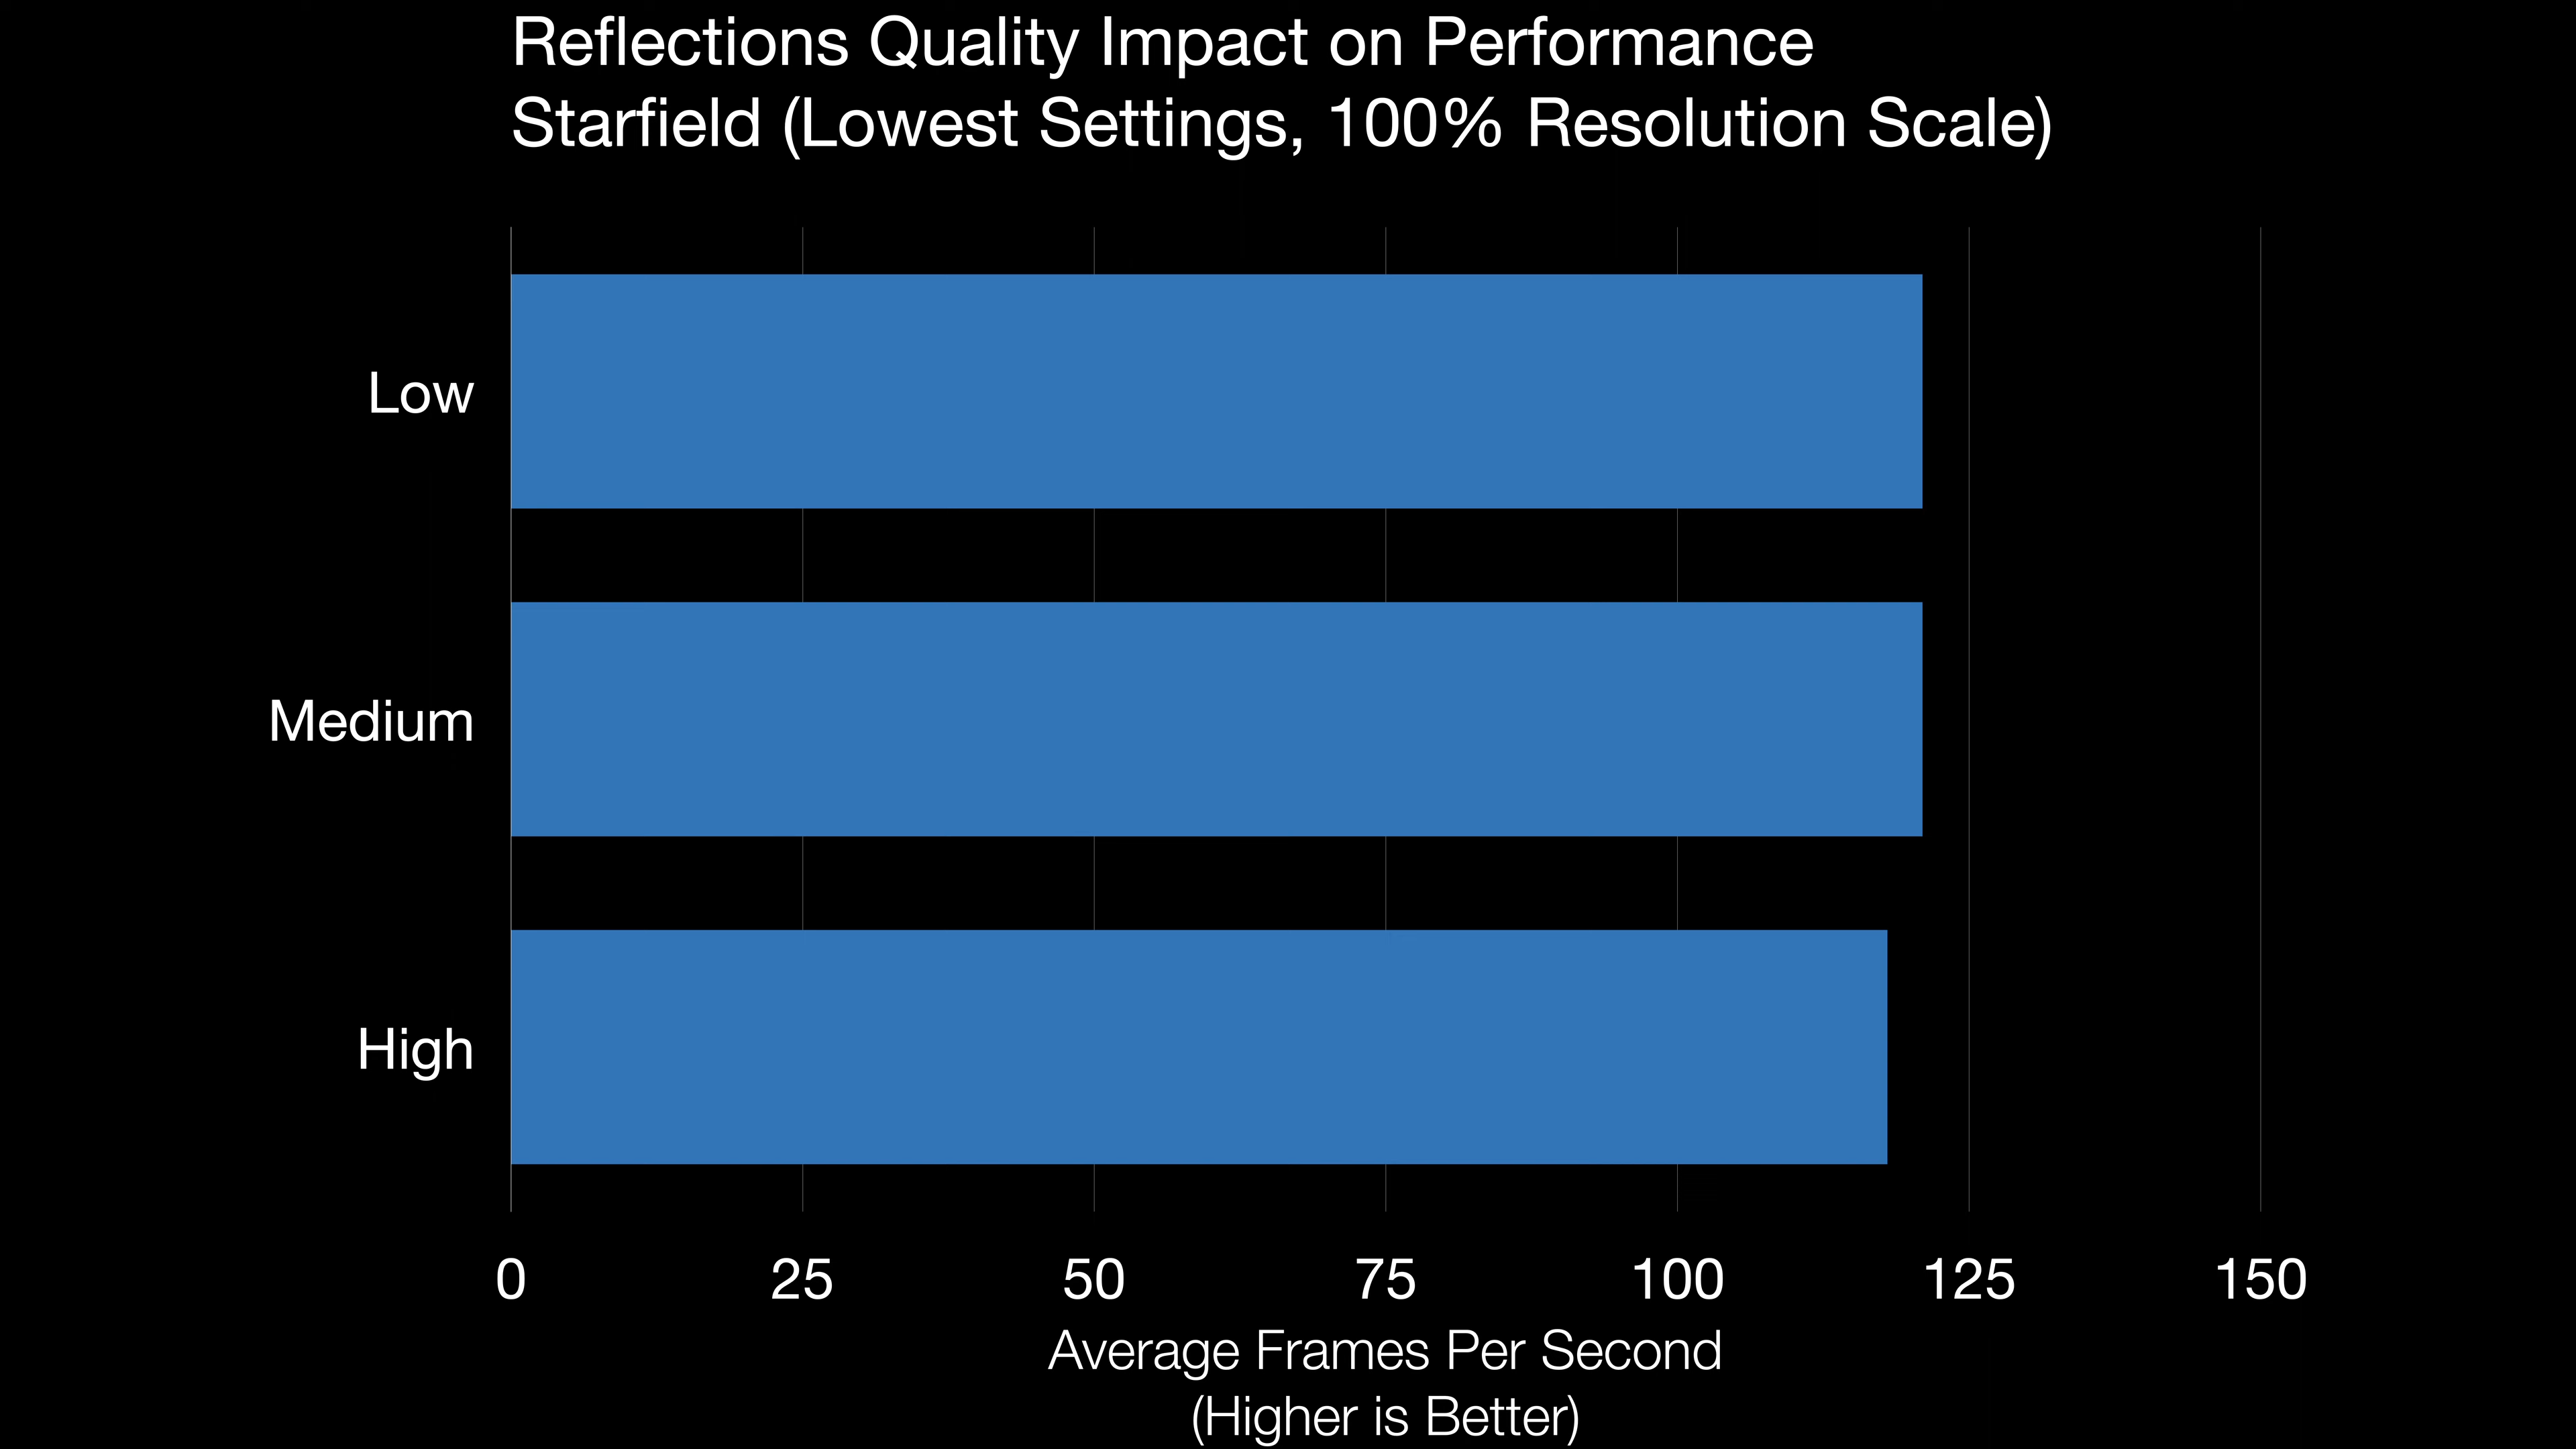 Reflections Quality Impact on Performance
Starfield (Lowest Settings, 100% Resolution Scale)
Low
Medium
High
0 25 50 75 100 125 150
Average Frames Per Second
(Higher is Better)